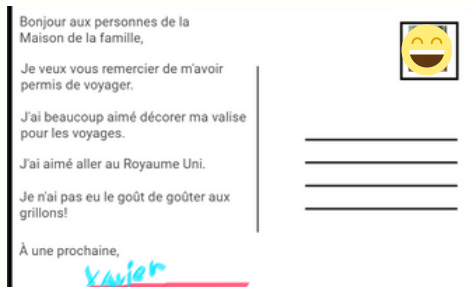 Bonjour aux personnes de la
Maison de la famille,
Je veux vous remercier de m'avoir
permis de voyager.
J'ai beaucoup aimé décorer ma valise
pour les voyages.
J'ai aimé aller au Royaume Uni.
Je n'ai pas eu le goût de goûter aux
grillons!
À une prochaine,
Xavier